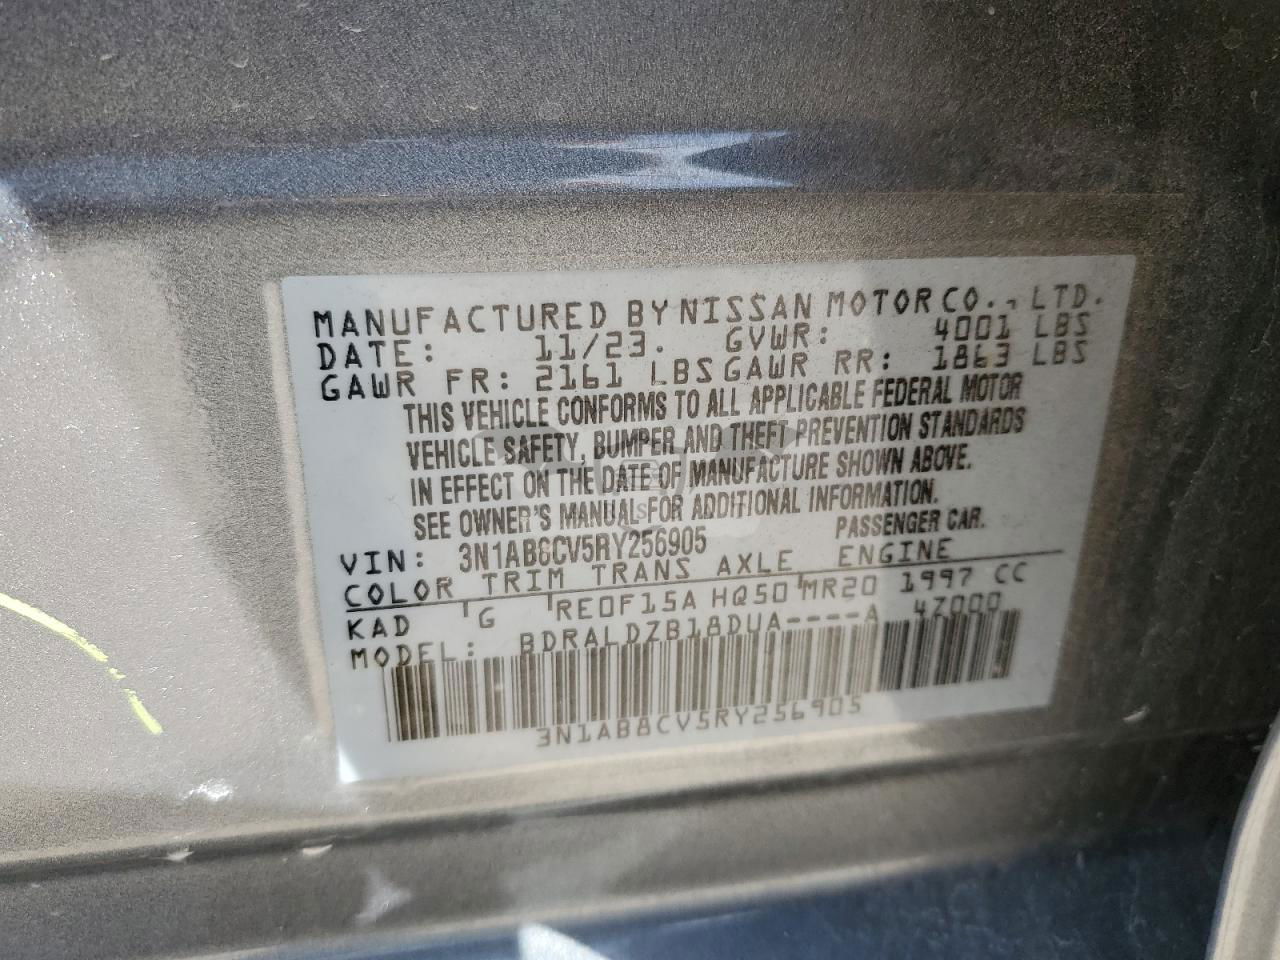 MANUFACTURED BY NISSAN MOTOR CO., LTD.
DATE: 11/23. GVWR: 4001 LBS
GAWR FR: 2161 LBS GAWR RR: 1863 LBS
THIS VEHICLE CONFORMS TO ALL APPLICABLE FEDERAL MOTOR
VEHICLE SAFETY, BUMPER AND THEFT PREVENTION STANDARDS
IN EFFECT ON THE DATE OF MANUFACTURE SHOWN ABOVE.
SEE OWNER'S MANUAL FOR ADDITIONAL INFORMATION.
VIN: 3N1AB8CV5RY256905 PASSENGER CAR.
COLOR TRIM TRANS AXLE ENGINE
KAD G RE0F15A HQ50 MR20 1997 CC
MODEL: BDRALDZB18DUA----A 4Z000
3N1AB8CV5RY256905